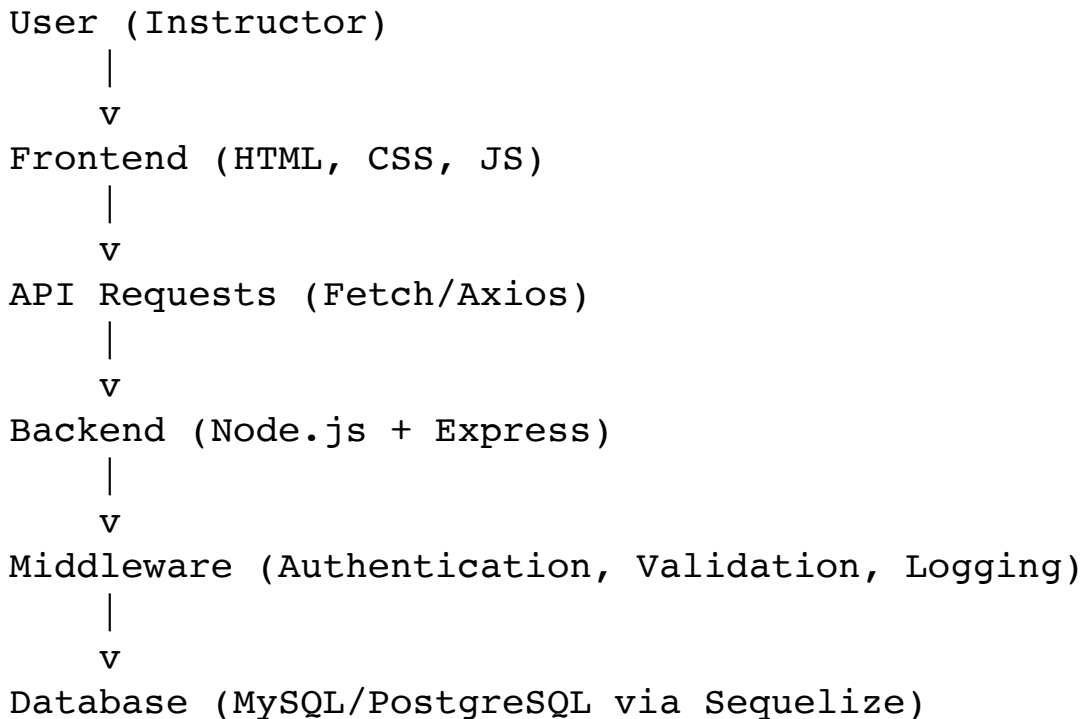 User (Instructor)
|
v
Frontend (HTML, CSS, JS)
|
v
API Requests (Fetch/Axios)
|
v
Backend (Node.js + Express)
|
v
Middleware (Authentication, Validation, Logging)
|
v
Database (MySQL/PostgreSQL via Sequelize)